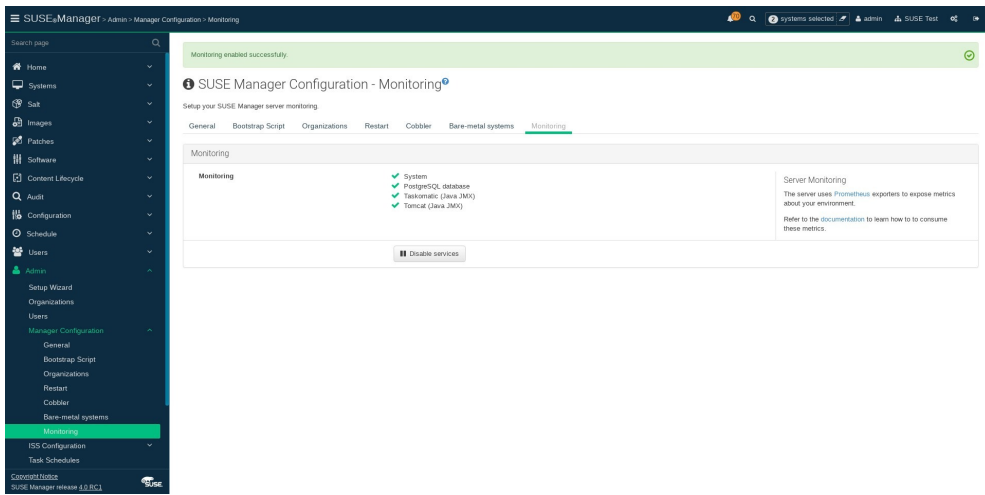 SUSE Manager > Admin > Manager Configuration > Monitoring
20
2 systems selected
admin
SUSE Test
Search page
Home
Systems
Salt
Images
Patches
Software
Content Lifecycle
Audit
Configuration
Schedule
Users
Admin
Setup Wizard
Organizations
Users
Manager Configuration
General
Bootstrap Script
Organizations
Restart
Cobbler
Bare-metal systems
Monitoring
ISS Configuration
Task Schedules
Copyright Notice
SUSE Manager release 4.0 RC1
SUSE
Monitoring enabled successfully.
SUSE Manager Configuration - Monitoring
Setup your SUSE Manager server monitoring.
General Bootstrap Script Organizations Restart Cobbler Bare-metal systems Monitoring
Monitoring
Monitoring
System
PostgreSQL database
Taskomatic (Java JMX)
Tomcat (Java JMX)
Server Monitoring
The server uses Prometheus exporters to expose metrics
about your environment.
Refer to the documentation to learn how to to consume
these metrics.
Disable services